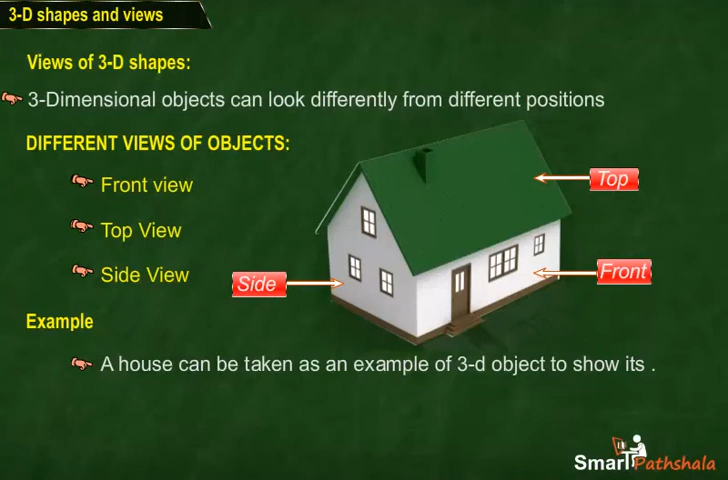 3-D shapes and views
Views of 3-D shapes:
3-Dimensional objects can look differently from different positions
DIFFERENT VIEWS OF OBJECTS:
Front view
Top View
Side View
Top
Front
Side
Example
A house can be taken as an example of 3-d object to show its .
Smart Pathshala